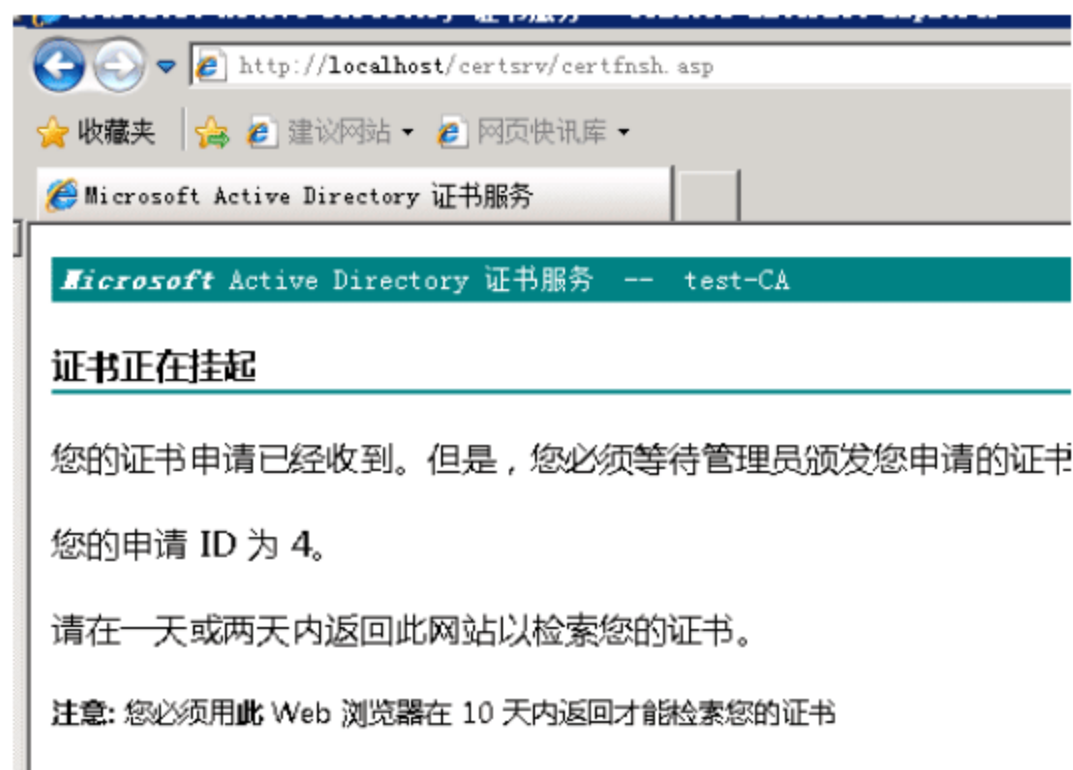 http://localhost/certsrv/certfnsh.asp
收藏夹 建议网站 网页快讯库
Microsoft Active Directory 证书服务
Microsoft Active Directory 证书服务 -- test-CA
证书正在挂起
您的证书申请已经收到。但是，您必须等待管理员颁发您申请的证书
您的申请 ID 为 4。
请在一天或两天内返回此网站以检索您的证书。
注意: 您必须用此 Web 浏览器在 10 天内返回才能检索您的证书